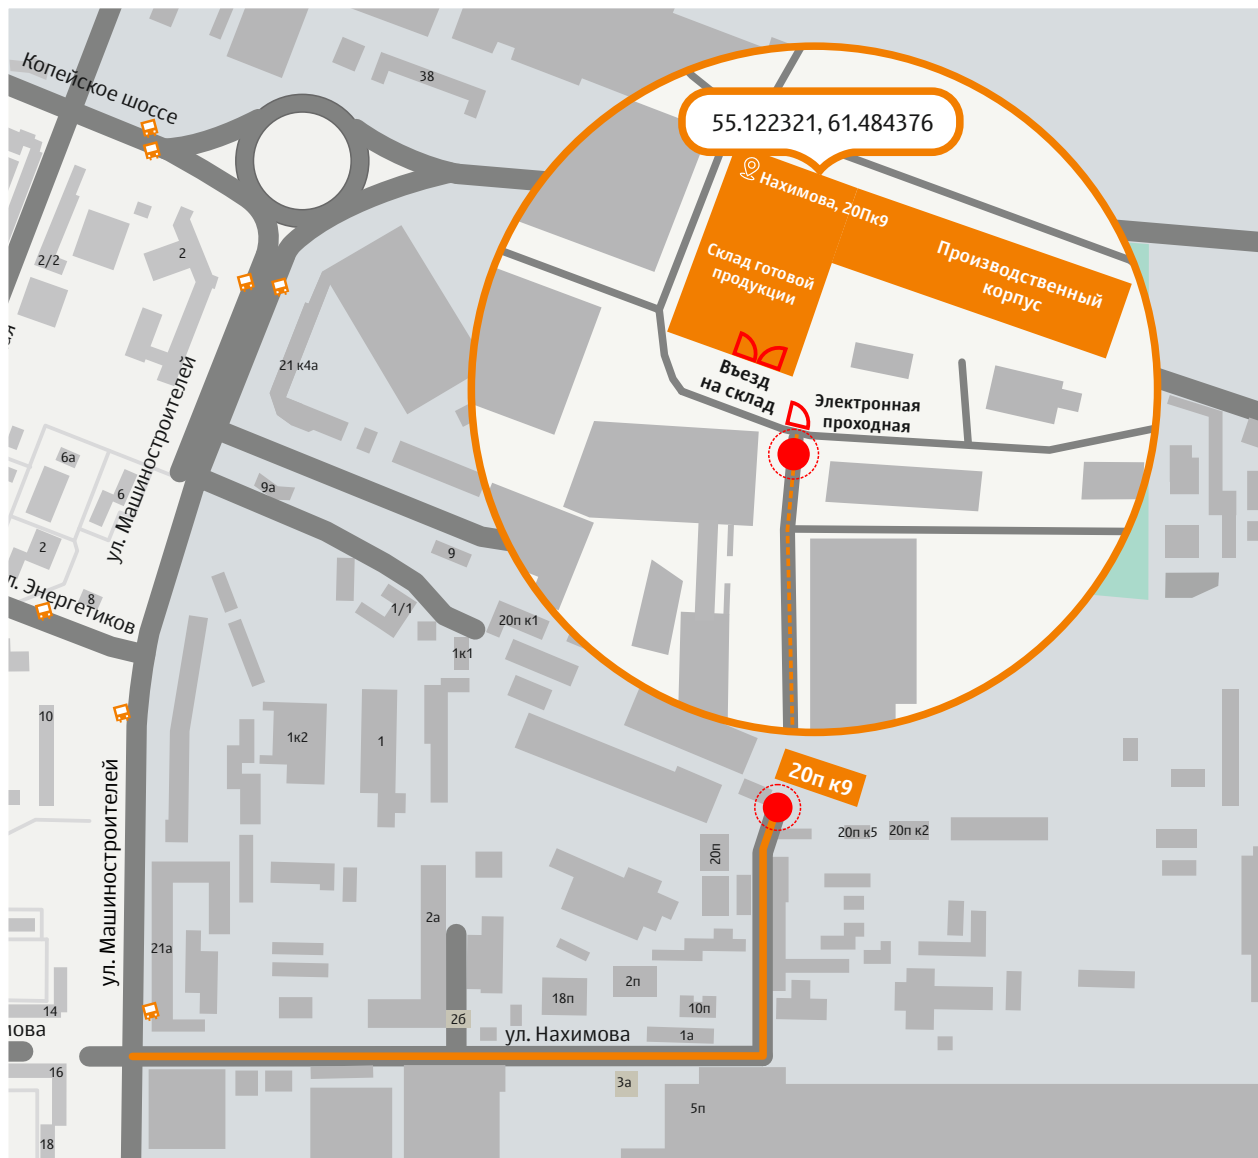 Копейское шоссе
38
55.122321, 61.484376
Нахимова, 20Пк9
Склад готовой
продукции
Производственный
корпус
Въезд
на склад
Электронная
проходная
2/2
2
21 к4а
ул. Машиностроителей
6а
6
2
8
9а
9
л. Энергетиков
1/1
20п к1
1к1
10
1к2
1
ул. Машиностроителей
20п к9
20п к5
20п к2
20п
2а
21а
18п
2п
10п
1а
14
2б
ул. Нахимова
мова
16
3а
5п
18